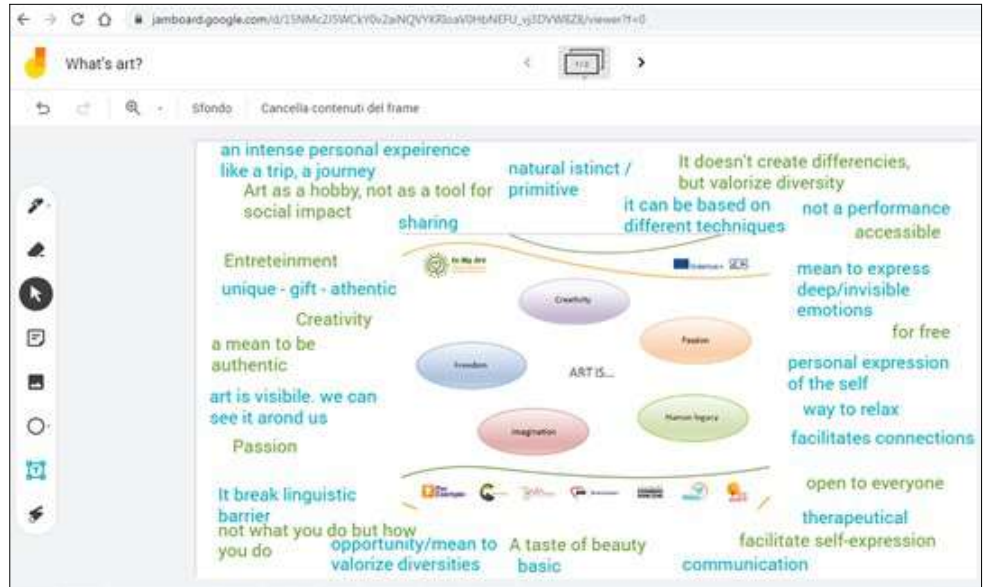 jamboard.google.com/d/
What's art?
1/2
Sfondo
Cancella contenuti del frame
an intense personal expeirence
like a trip, a journey
Art as a hobby, not as a tool for
social impact
sharing
natural istinct /
primitive
It doesn't create differencies,
but valorize diversity
it can be based on
different techniques
not a performance
accessible
Entreteinment
unique - gift - athentic
Creativity
a mean to be
authentic
art is visibile. we can
see it arond us
Passion
It break linguistic
barrier
not what you do but how
you do
opportunity/mean to
valorize diversities
A taste of beauty
basic
communication
mean to express
deep/invisible
emotions
for free
personal expression
of the self
way to relax
facilitates connections
open to everyone
therapeutical
facilitate self-expression
Erasmus+
Creativity
Passion
Freedom
ART IS...
Imagination
Human legacy